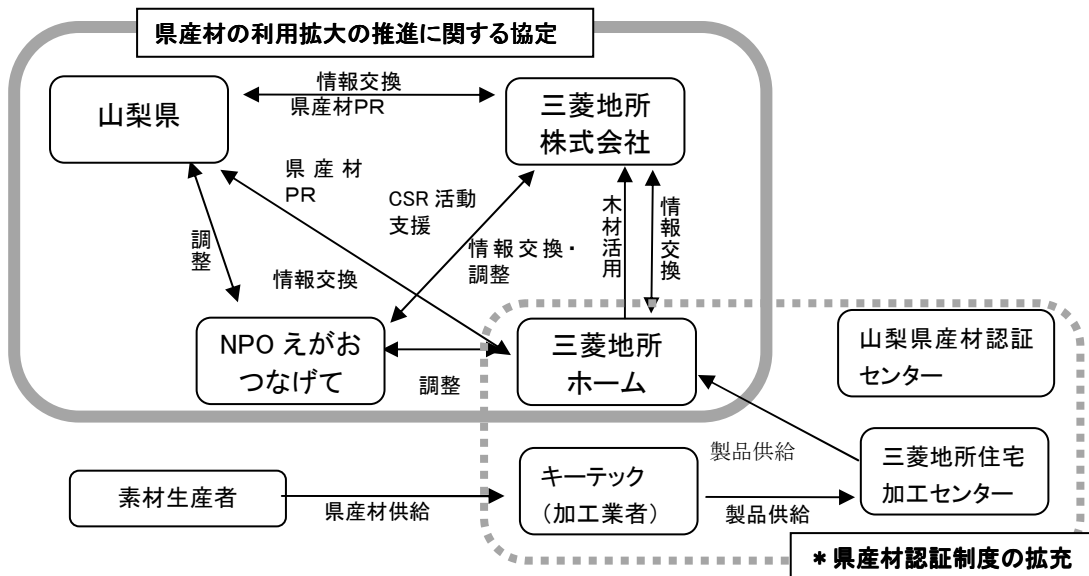 県産材の利用拡大の推進に関する協定
山梨県
情報交換
県産材PR
三菱地所
株式会社
県産材
PR
CSR 活動
支援
木材活用
情報交換
調整
情報交換
情報交換・
調整
NPO えがお
つなげて
調整
三菱地所
ホーム
山梨県産材認証
センター
製品供給
三菱地所住宅
加工センター
素材生産者
県産材供給
キーテック
（加工業者）
製品供給
＊県産材認証制度の拡充